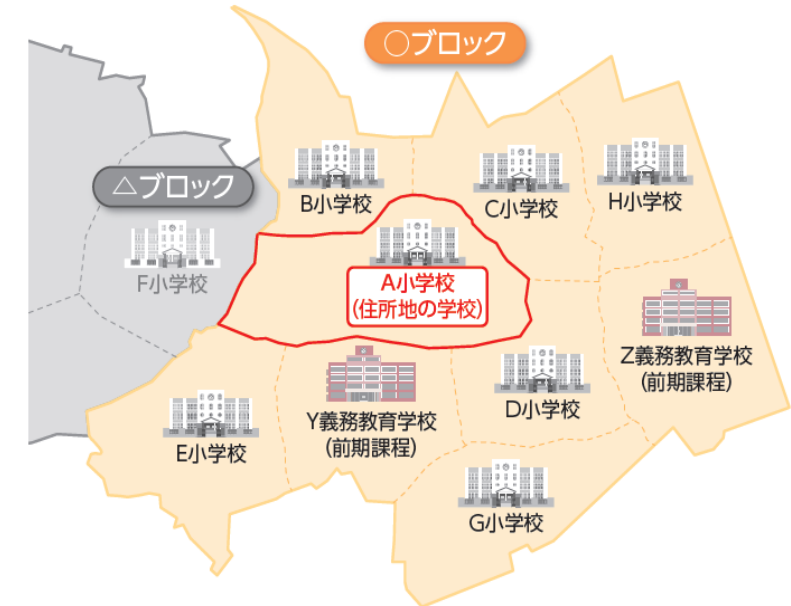 ○ブロック
△ブロック
B小学校
C小学校
H小学校
F小学校
A小学校
(住所地の学校)
Z義務教育学校
(前期課程)
D小学校
Y義務教育学校
(前期課程)
E小学校
G小学校